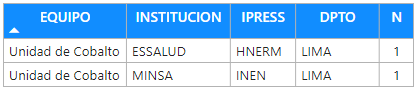 EQUIPO INSTITUCION IPRESS DPTO N
Unidad de Cobalto ESSALUD HNERM LIMA 1
Unidad de Cobalto MINSA INEN LIMA 1